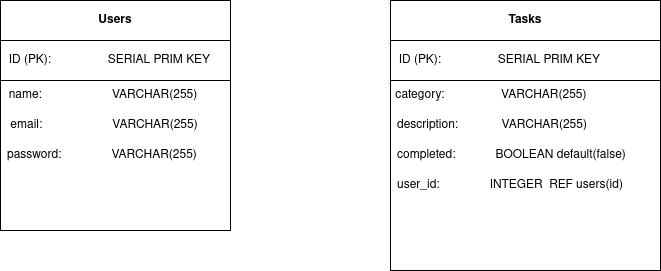 Users
ID (PK): SERIAL PRIM KEY
name: VARCHAR(255)
email: VARCHAR(255)
password: VARCHAR(255)
Tasks
ID (PK): SERIAL PRIM KEY
category: VARCHAR(255)
description: VARCHAR(255)
completed: BOOLEAN default(false)
user_id: INTEGER REF users(id)